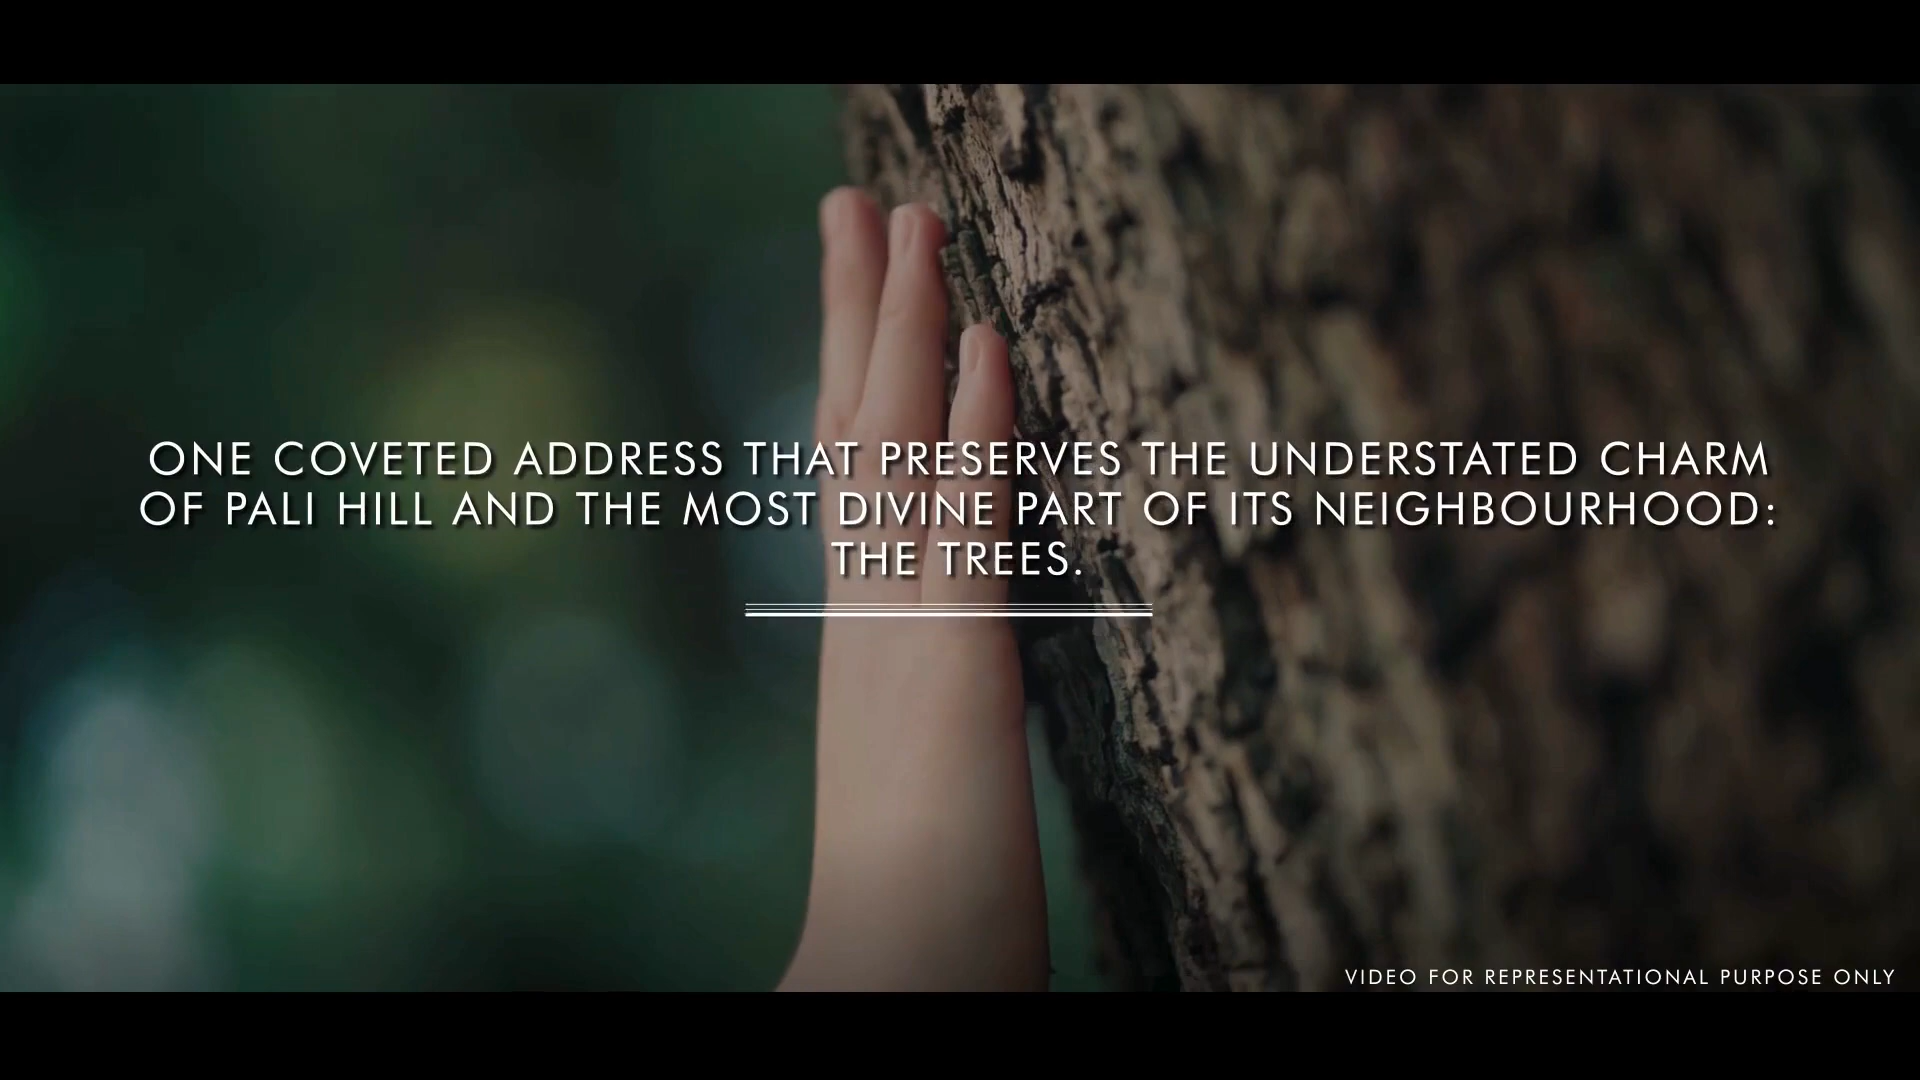 ONE COVETED ADDRESS THAT PRESERVES THE UNDERSTATED CHARM
OF PALI HILL AND THE MOST DIVINE PART OF ITS NEIGHBOURHOOD:
THE TREES.
VIDEO FOR REPRESENTATIONAL PURPOSE ONLY